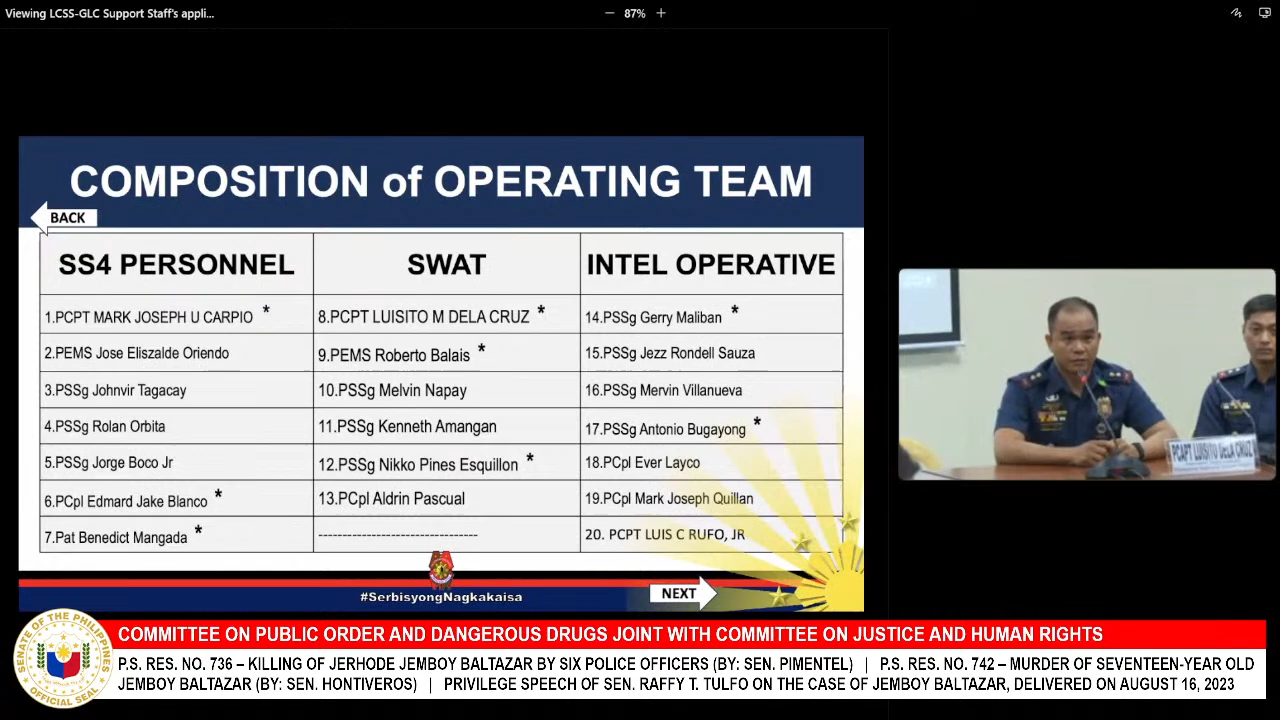 Viewing LCSS-GLC Support Staff's appli...
87%
COMPOSITION of OPERATING TEAM
BACK
SS4 PERSONNEL
SWAT
INTEL OPERATIVE
1.PCPT MARK JOSEPH U CARPIO *
8.PCPT LUISITO M DELA CRUZ *
14.PSSg Gerry Maliban *
2.PEMS Jose Eliszalde Oriendo
9.PEMS Roberto Balais *
15.PSSg Jezz Rondell Sauza
3.PSSg Johnvir Tagacay
10.PSSg Melvin Napay
16.PSSg Mervin Villanueva
4.PSSg Rolan Orbita
11.PSSg Kenneth Amangan
17.PSSg Antonio Bugayong *
5.PSSg Jorge Boco Jr
12.PSSg Nikko Pines Esquillon *
18.PCpl Ever Layco
6.PCpl Edmard Jake Blanco *
13.PCpl Aldrin Pascual
19.PCpl Mark Joseph Quillan
7.Pat Benedict Mangada *
---------------------------------
20. PCPT LUIS C RUFO, JR
#SerbisyongNagkakaisa
NEXT
PCAPT LUISITO DELA CRUZ
SENATE OF THE PHILIPPINES
OFFICIAL SEAL
COMMITTEE ON PUBLIC ORDER AND DANGEROUS DRUGS JOINT WITH COMMITTEE ON JUSTICE AND HUMAN RIGHTS
P.S. RES. NO. 736 – KILLING OF JERHODE JEMBOY BALTAZAR BY SIX POLICE OFFICERS (BY: SEN. PIMENTEL) | P.S. RES. NO. 742 – MURDER OF SEVENTEEN-YEAR OLD
JEMBOY BALTAZAR (BY: SEN. HONTIVEROS) | PRIVILEGE SPEECH OF SEN. RAFFY T. TULFO ON THE CASE OF JEMBOY BALTAZAR, DELIVERED ON AUGUST 16, 2023